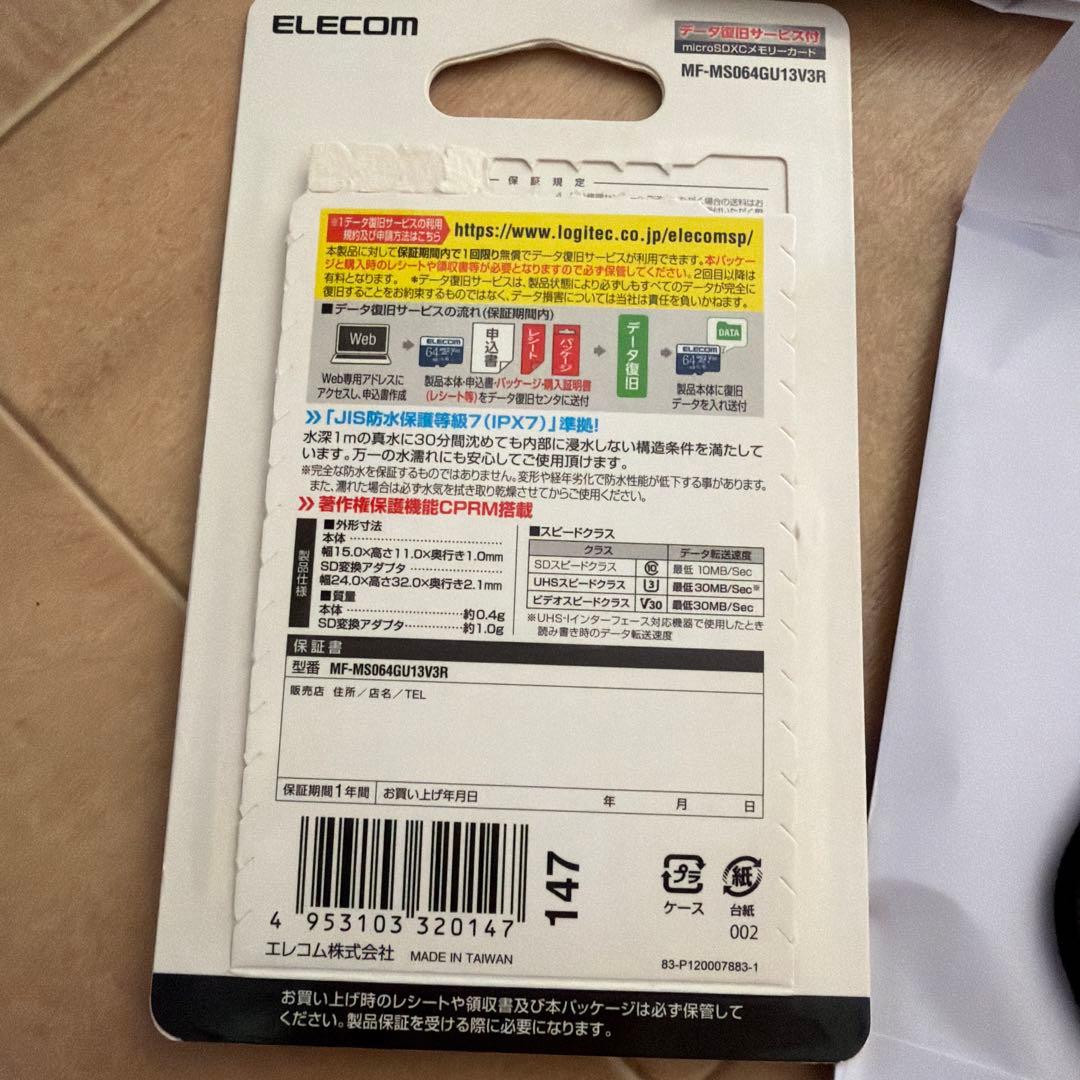 ELECOM
データ復旧サービス付
microSDXCメモリーカード
MF-MS064GU13V3R
保証規定
※1データ復旧サービスの利用
規約及び申請方法はこちら
https://www.logitec.co.jp/elecomsp/
本製品に対して保証期間内で1回限り無償でデータ復旧サービスが利用できます。本パッケー
ジと購入時のレシートや領収書等が必要となりますので必ず保管してください。2回目以降は
有料となります。 *データ復旧サービスは、製品状態により必ずしもすべてのデータが完全に
復旧することをお約束するものではなく、データ損害については当社は責任を負いかねます。
■データ復旧サービスの流れ(保証期間内)
Web
ELECOM
64
申込書
レシート
パッケージ
データ復旧
DATA
ELECOM
64
Web専用アドレスに
アクセスし、申込書作成
製品本体・申込書・パッケージ・購入証明書
(レシート等)をデータ復旧センタに送付
製品本体に復旧
データを入れ送付
「JIS防水保護等級7(IPX7)」準拠!
水深1mの真水に30分間沈めても内部に浸水しない構造条件を満たして
います。万一の水濡れにも安心してご使用頂けます。
※完全な防水を保証するものではありません。変形や経年劣化で防水性能が低下する事があります。
また、濡れた場合は必ず水気を拭き取り乾燥させてからご使用ください。
著作権保護機能CPRM搭載
製品仕様
■外形寸法
本体
幅15.0×高さ11.0×奥行き1.0mm
SD変換アダプタ
幅24.0×高さ32.0×奥行き2.1mm
■質量
本体 約0.4g
SD変換アダプタ 約1.0g
■スピードクラス
クラス データ転送速度
SDスピードクラス ⑩ 最低 10MB/Sec
UHSスピードクラス 3 最低30MB/Sec※
ビデオスピードクラス V30 最低30MB/Sec
※UHS-Iインターフェース対応機器で使用したとき
読み書き時のデータ転送速度
保証書
型番 MF-MS064GU13V3R
販売店 住所/店名/TEL
保証期間1年間 お買い上げ年月日 年 月 日
4 953103 320147
147
プラ
ケース
紙
台紙
002
エレコム株式会社 MADE IN TAIWAN
83-P120007883-1
お買い上げ時のレシートや領収書及び本パッケージは必ず保管して
ください。製品保証を受ける際に必要になります。